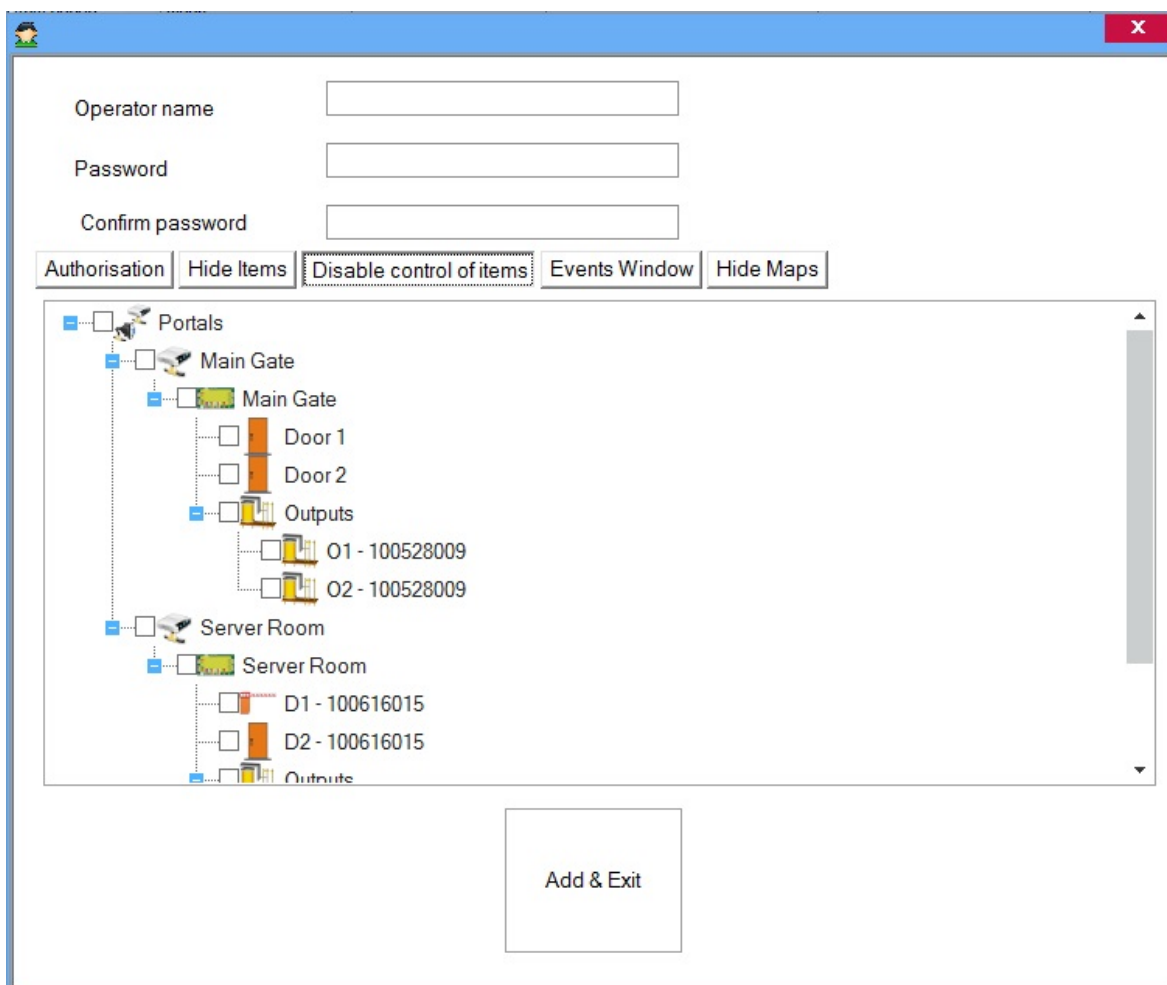 X
Operator name
Password
Confirm password
Authorisation Hide Items Disable control of items Events Window Hide Maps
Portals
Main Gate
Main Gate
Door 1
Door 2
Outputs
O1 - 100528009
O2 - 100528009
Server Room
Server Room
D1 - 100616015
D2 - 100616015
Outputs
Add & Exit